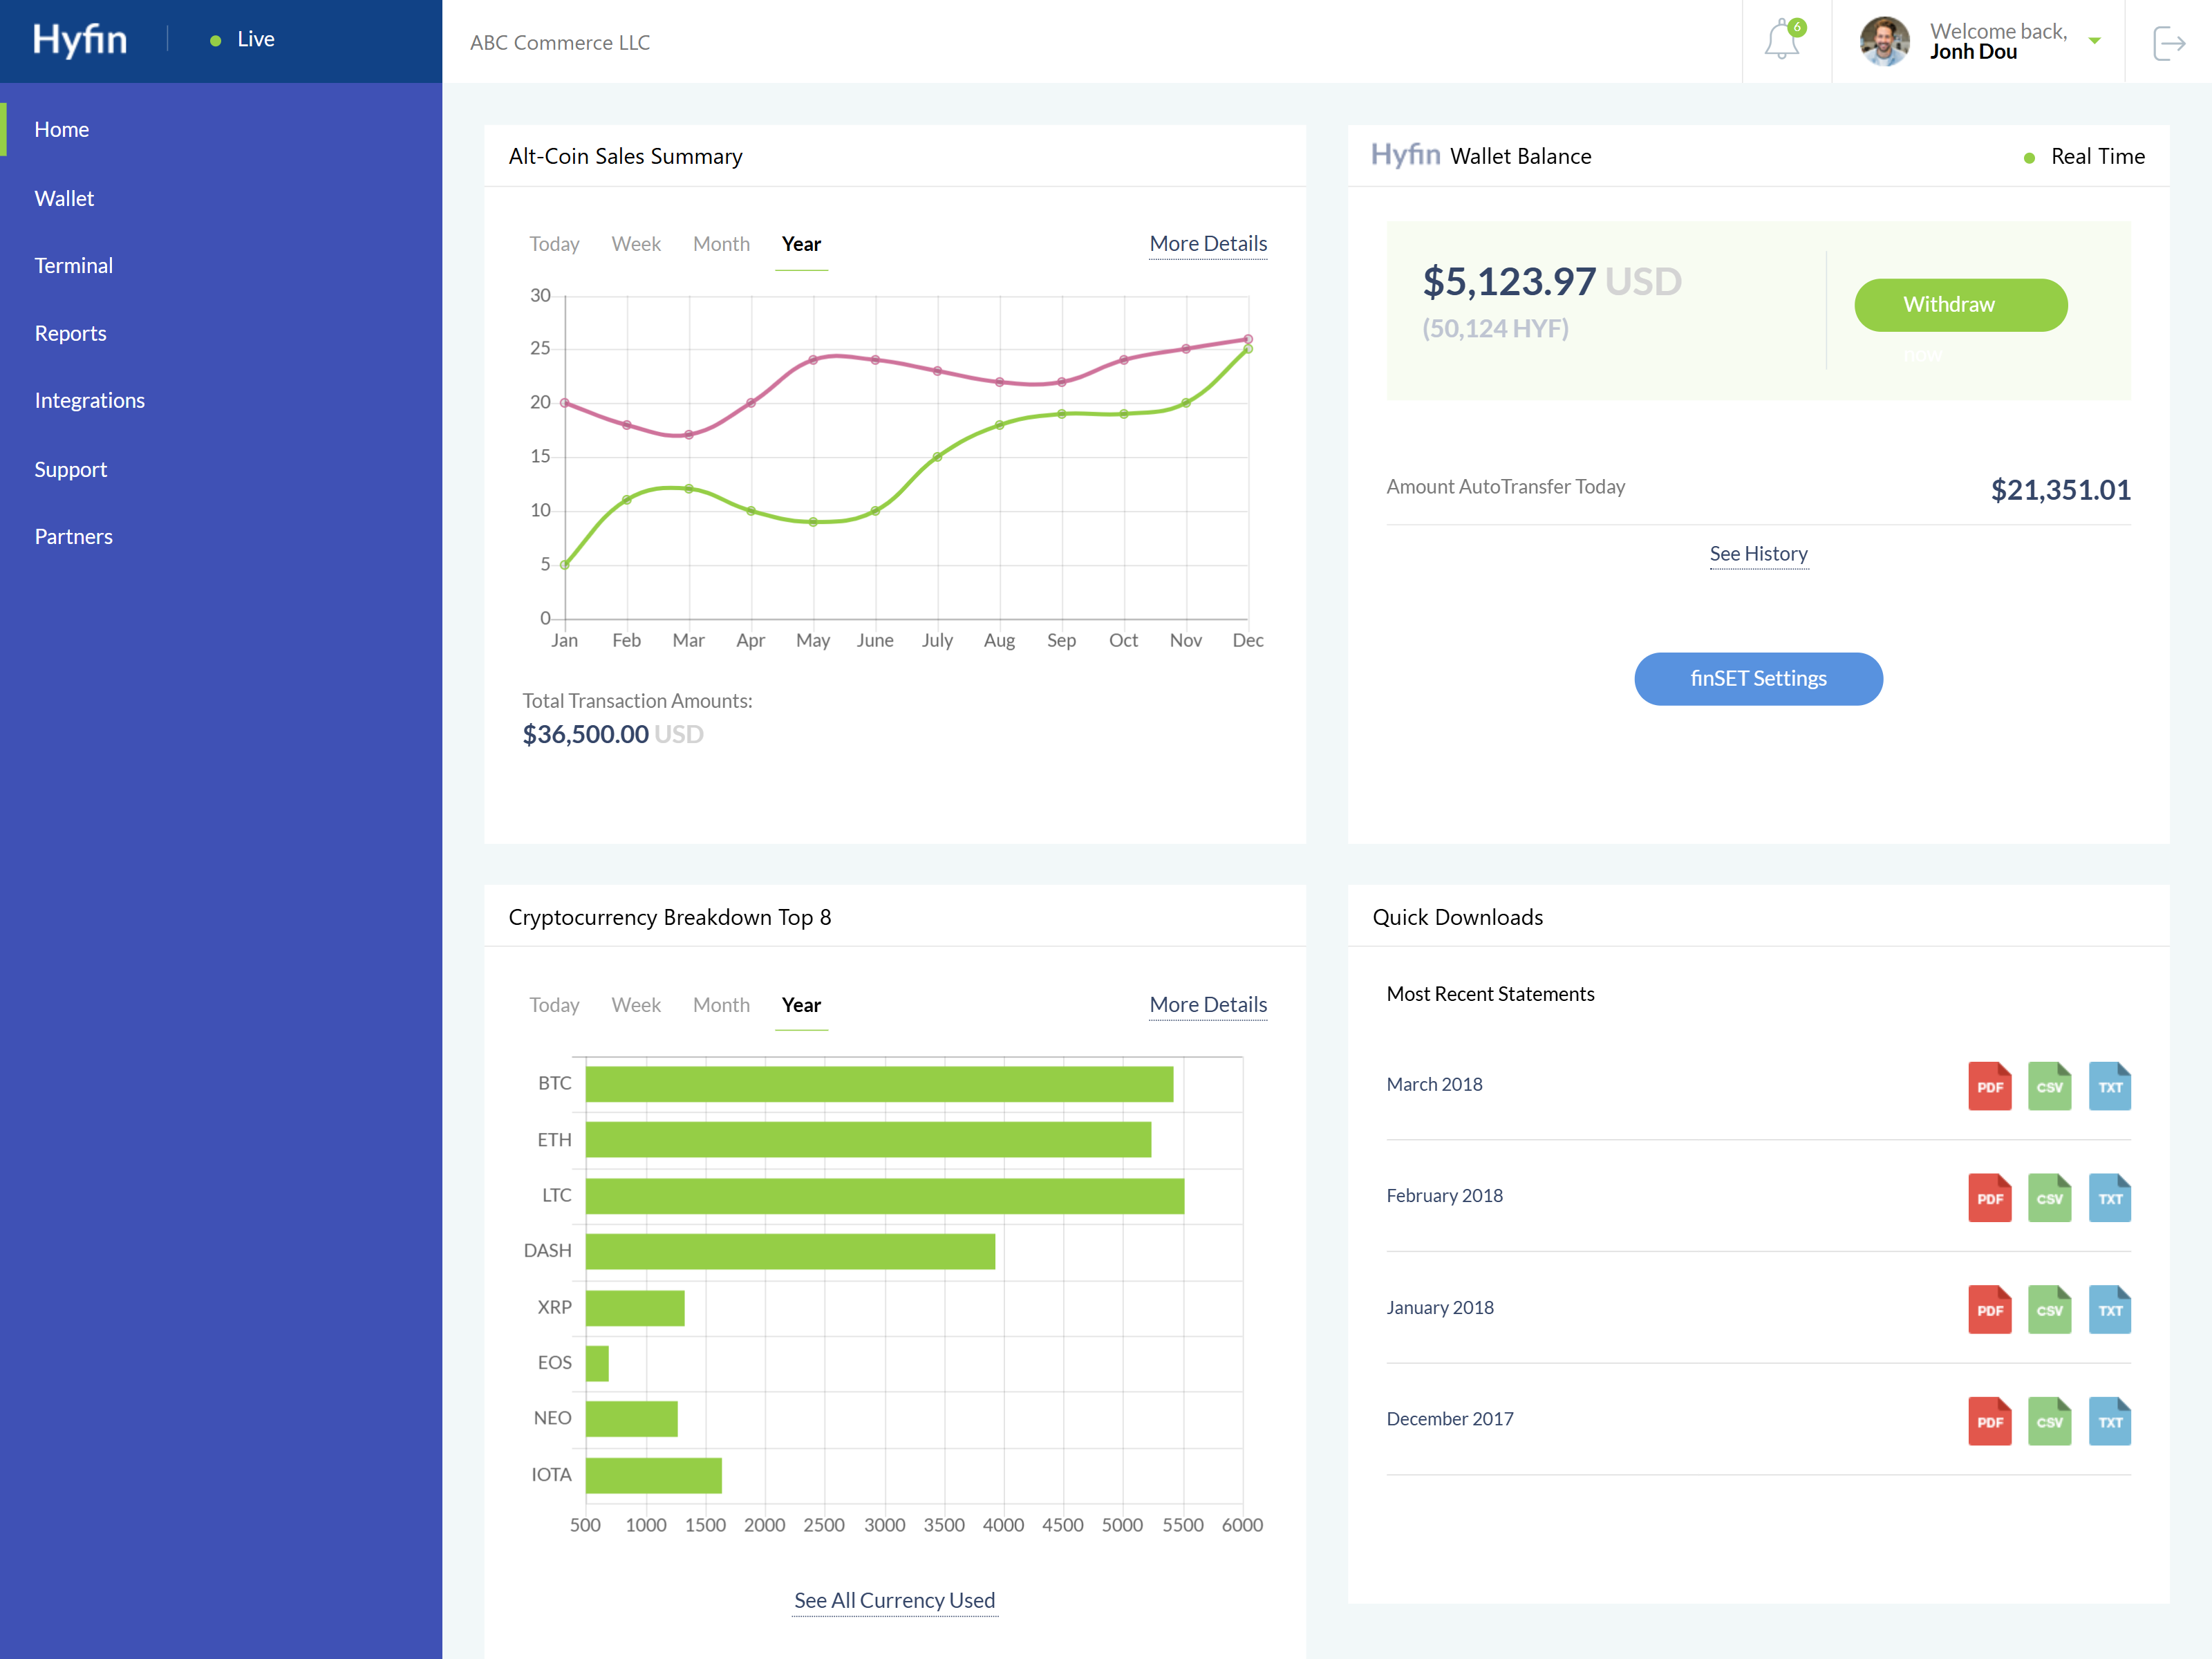 Hyfin
Live
ABC Commerce LLC
6
Welcome back,
Jonh Dou
Home
Wallet
Terminal
Reports
Integrations
Support
Partners
Alt-Coin Sales Summary
Today Week Month Year
More Details
30
25
20
15
10
5
0
Jan Feb Mar Apr May June July Aug Sep Oct Nov Dec
Total Transaction Amounts:
$36,500.00 USD
Hyfin Wallet Balance
Real Time
$5,123.97 USD
(50,124 HYF)
Withdraw
now
Amount AutoTransfer Today
$21,351.01
See History
finSET Settings
Cryptocurrency Breakdown Top 8
Today Week Month Year
More Details
BTC
ETH
LTC
DASH
XRP
EOS
NEO
IOTA
500 1000 1500 2000 2500 3000 3500 4000 4500 5000 5500 6000
See All Currency Used
Quick Downloads
Most Recent Statements
March 2018 PDF CSV TXT
February 2018 PDF CSV TXT
January 2018 PDF CSV TXT
December 2017 PDF CSV TXT